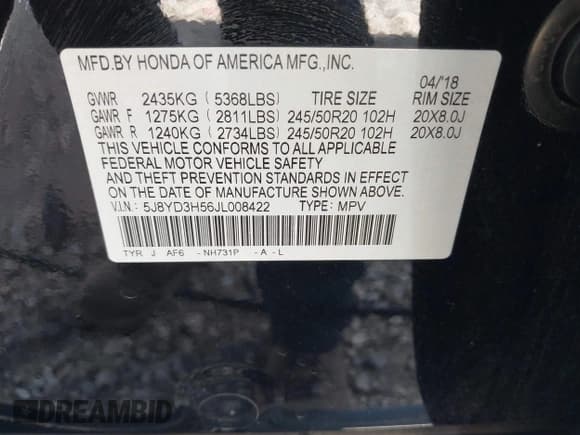 MFD.BY HONDA OF AMERICA MFG.,INC.
04/'18
GVWR 2435KG ( 5368LBS) TIRE SIZE RIM SIZE
GAWR F 1275KG ( 2811LBS) 245/50R20 102H 20X8.0J
GAWR R 1240KG ( 2734LBS) 245/50R20 102H 20X8.0J
THIS VEHICLE CONFORMS TO ALL APPLICABLE
FEDERAL MOTOR VEHICLE SAFETY
AND THEFT PREVENTION STANDARDS IN EFFECT
ON THE DATE OF MANUFACTURE SHOWN ABOVE.
V.I.N.: 5J8YD3H56JL008422 TYPE: MPV
TYR J AF6 - NH731P - A - L
DREAMBID